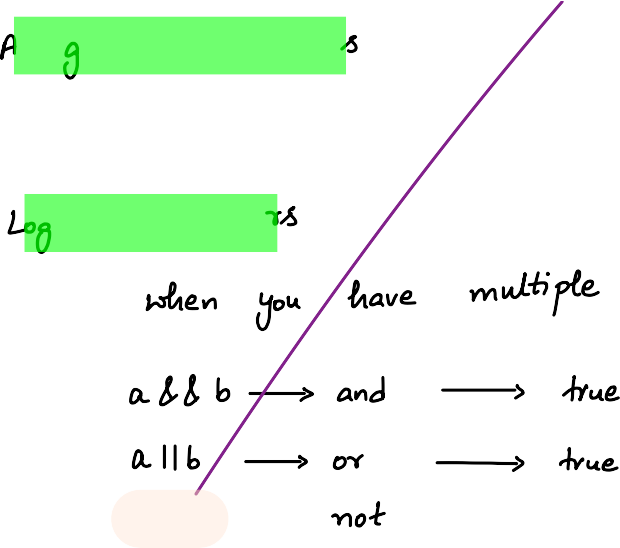 when you have multiple
a && b → and → true
a || b → or → true
not